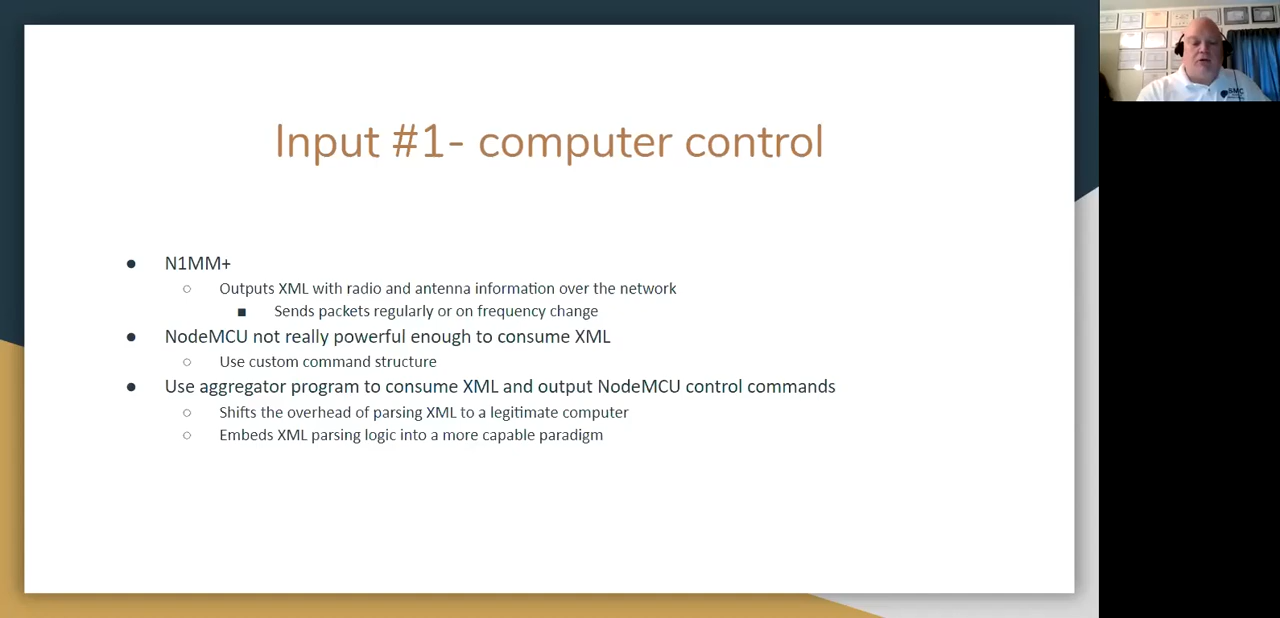 Input #1- computer control
● N1MM+
○ Outputs XML with radio and antenna information over the network
■ Sends packets regularly or on frequency change
● NodeMCU not really powerful enough to consume XML
○ Use custom command structure
● Use aggregator program to consume XML and output NodeMCU control commands
○ Shifts the overhead of parsing XML to a legitimate computer
○ Embeds XML parsing logic into a more capable paradigm